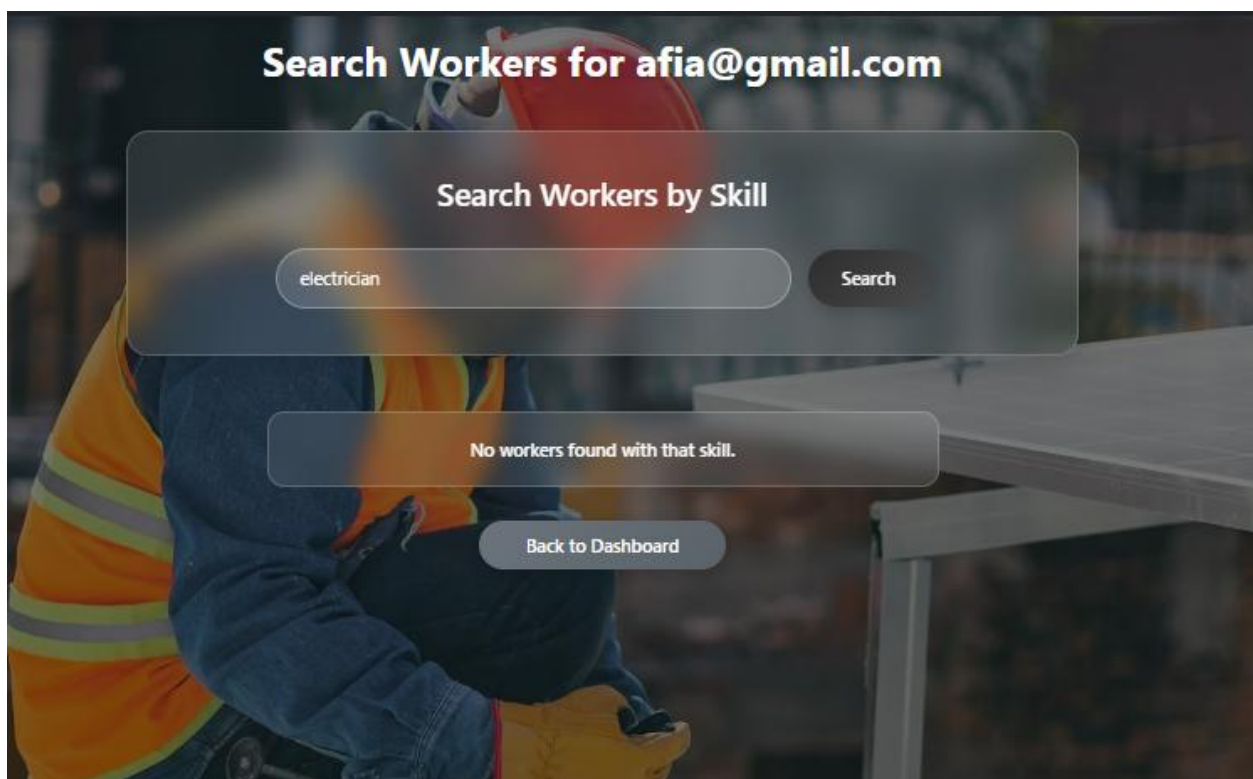 Search Workers for afia@gmail.com
Search Workers by Skill
electrician
Search
No workers found with that skill.
Back to Dashboard